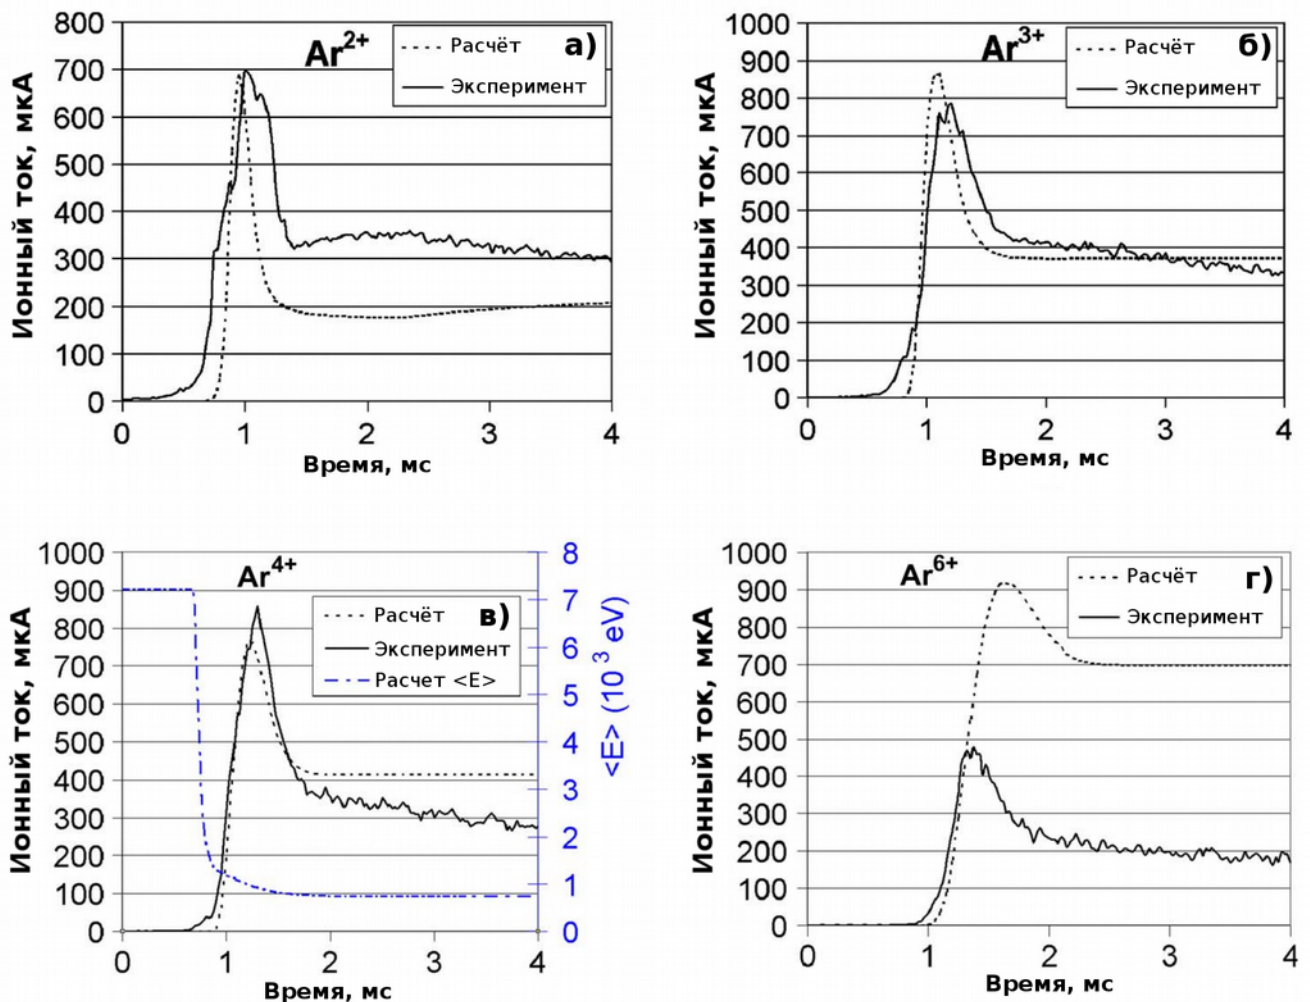 Ar2+
а)
Расчёт
Эксперимент
Ионный ток, мкА
800
700
600
500
400
300
200
100
0
0 1 2 3 4
Время, мс
Ar3+
б)
Расчёт
Эксперимент
Ионный ток, мкА
1000
900
800
700
600
500
400
300
200
100
0
0 1 2 3 4
Время, мс
Ar4+
в)
Расчёт
Эксперимент
Расчет <E>
Ионный ток, мкА
1000
900
800
700
600
500
400
300
200
100
0
0 1 2 3 4
Время, мс
8
7
6
5
4
3
2
1
0
<E> (10 3 eV)
Ar6+
г)
Расчёт
Эксперимент
Ионный ток, мкА
1000
900
800
700
600
500
400
300
200
100
0
0 1 2 3 4
Время, мс